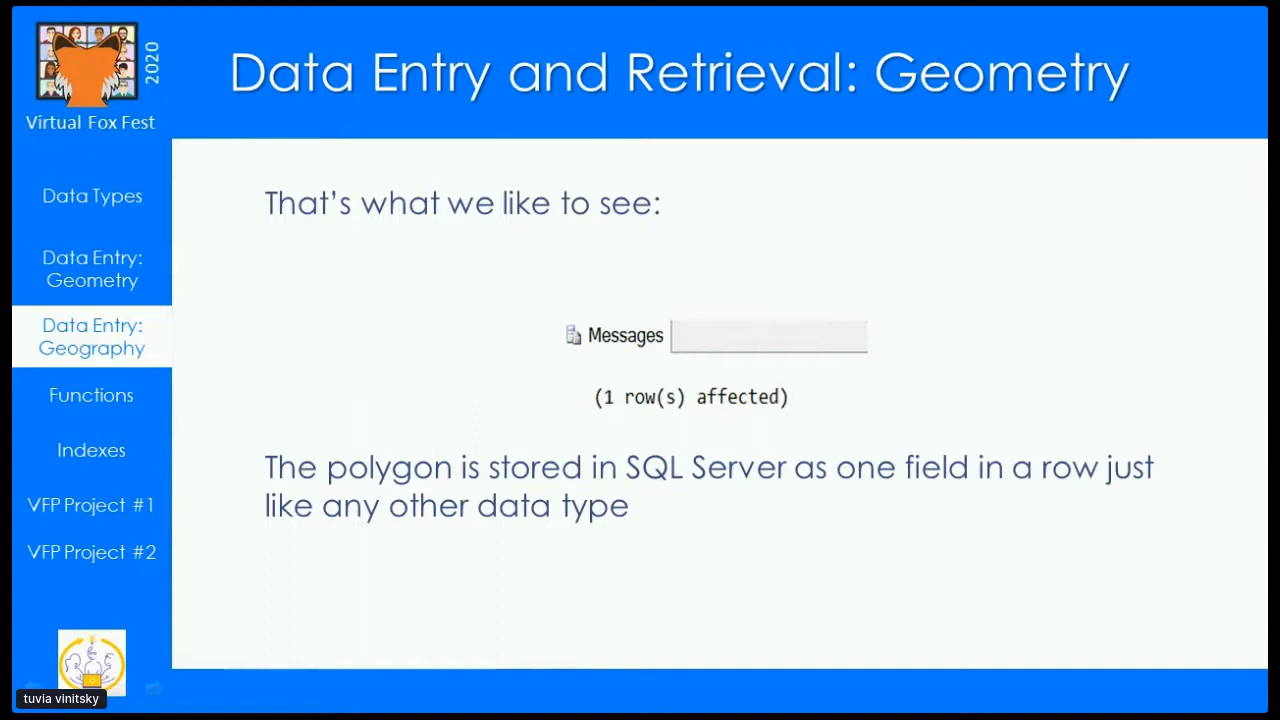 2020
Virtual Fox Fest
Data Entry and Retrieval: Geometry
Data Types
Data Entry:
Geometry
Data Entry:
Geography
Functions
Indexes
VFP Project #1
VFP Project #2
That's what we like to see:
Messages
(1 row(s) affected)
The polygon is stored in SQL Server as one field in a row just
like any other data type
tuvia vinitsky